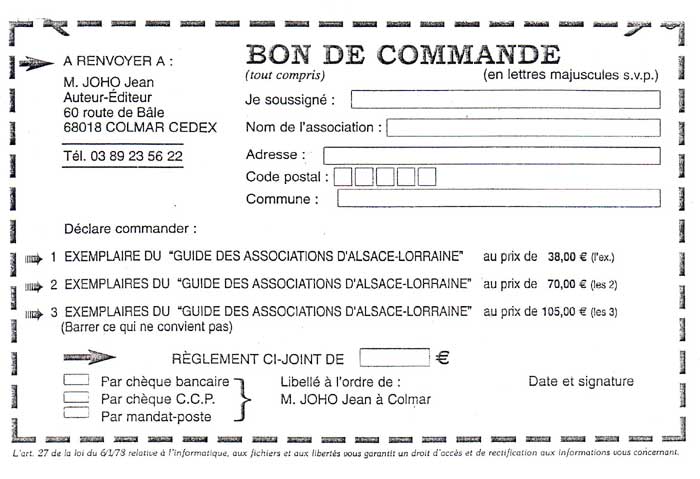 A RENVOYER A :
M. JOHO Jean
Auteur-Éditeur
60 route de Bâle
68018 COLMAR CEDEX
Tél. 03 89 23 56 22
BON DE COMMANDE
(tout compris) (en lettres majuscules s.v.p.)
Je soussigné :
Nom de l'association :
Adresse :
Code postal :
Commune :
Déclare commander :
1 EXEMPLAIRE DU "GUIDE DES ASSOCIATIONS D'ALSACE-LORRAINE" au prix de 38,00 € (l'ex.)
2 EXEMPLAIRES DU "GUIDE DES ASSOCIATIONS D'ALSACE-LORRAINE" au prix de 70,00 € (les 2)
3 EXEMPLAIRES DU "GUIDE DES ASSOCIATIONS D'ALSACE-LORRAINE" au prix de 105,00 € (les 3)
(Barrer ce qui ne convient pas)
RÈGLEMENT CI-JOINT DE €
Par chèque bancaire
Par chèque C.C.P.
Par mandat-poste
Libellé à l'ordre de :
M. JOHO Jean à Colmar
Date et signature
L'art. 27 de la loi du 6/1/78 relative à l'informatique, aux fichiers et aux libertés vous garantit un droit d'accès et de rectification aux informations vous concernant.